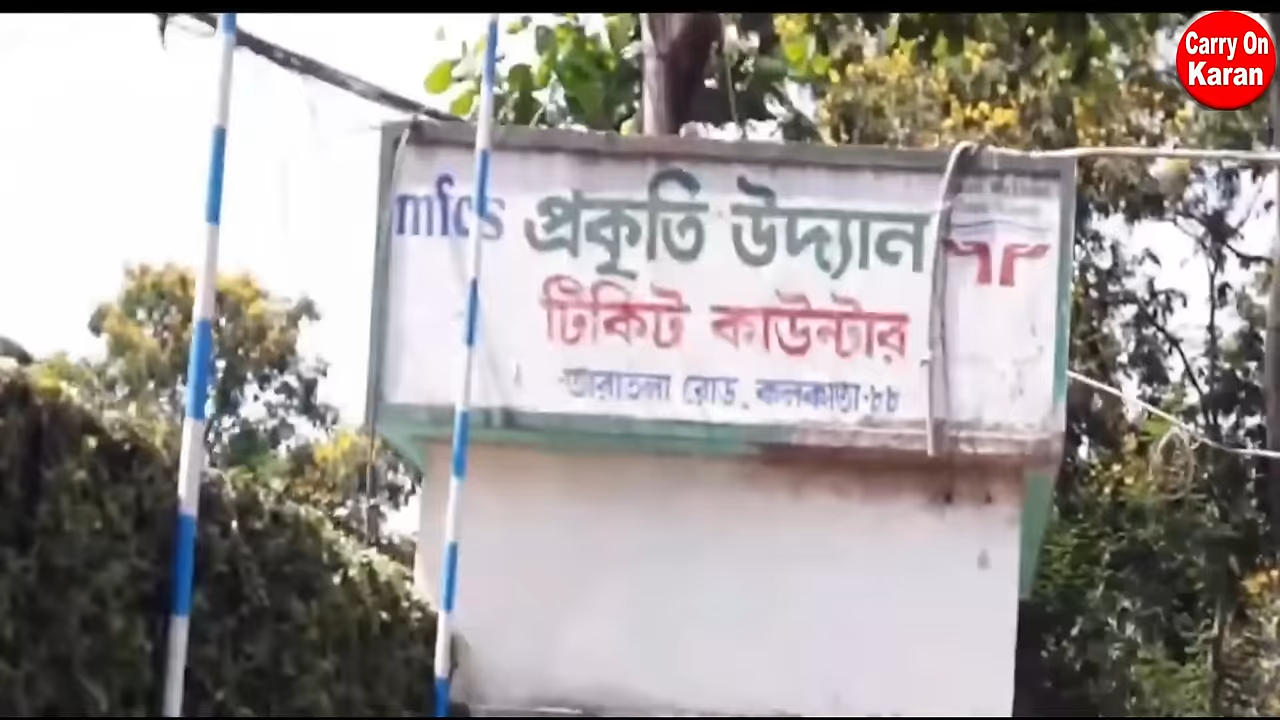 Carry On
Karan
mfcs
প্রকৃতি উদ্যান
টিকিট কাউন্টার
তারাতলা রোড, কলকাতা-৮৮